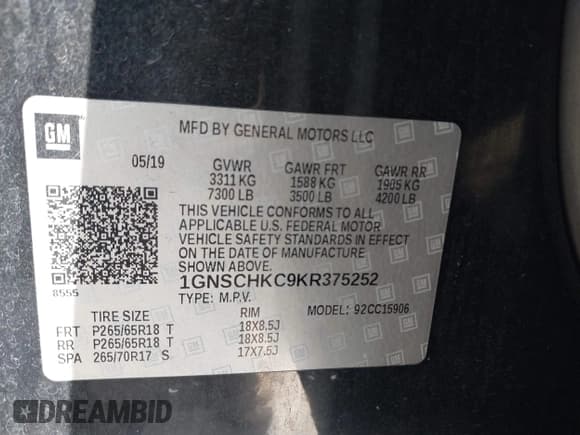 GM
MFD BY GENERAL MOTORS LLC
05/19 GVWR GAWR FRT GAWR RR
3311 KG 1588 KG 1905 KG
7300 LB 3500 LB 4200 LB
THIS VEHICLE CONFORMS TO ALL
APPLICABLE U.S. FEDERAL MOTOR
VEHICLE SAFETY STANDARDS IN EFFECT
ON THE DATE OF MANUFACTURE
SHOWN ABOVE.
8555
1GNSCHKC9KR375252
TYPE: M.P.V. MODEL: 92CC15906
TIRE SIZE RIM
FRT P265/65R18 T 18X8.5J
RR P265/65R18 T 18X8.5J
SPA 265/70R17 S 17X7.5J
DREAMBID